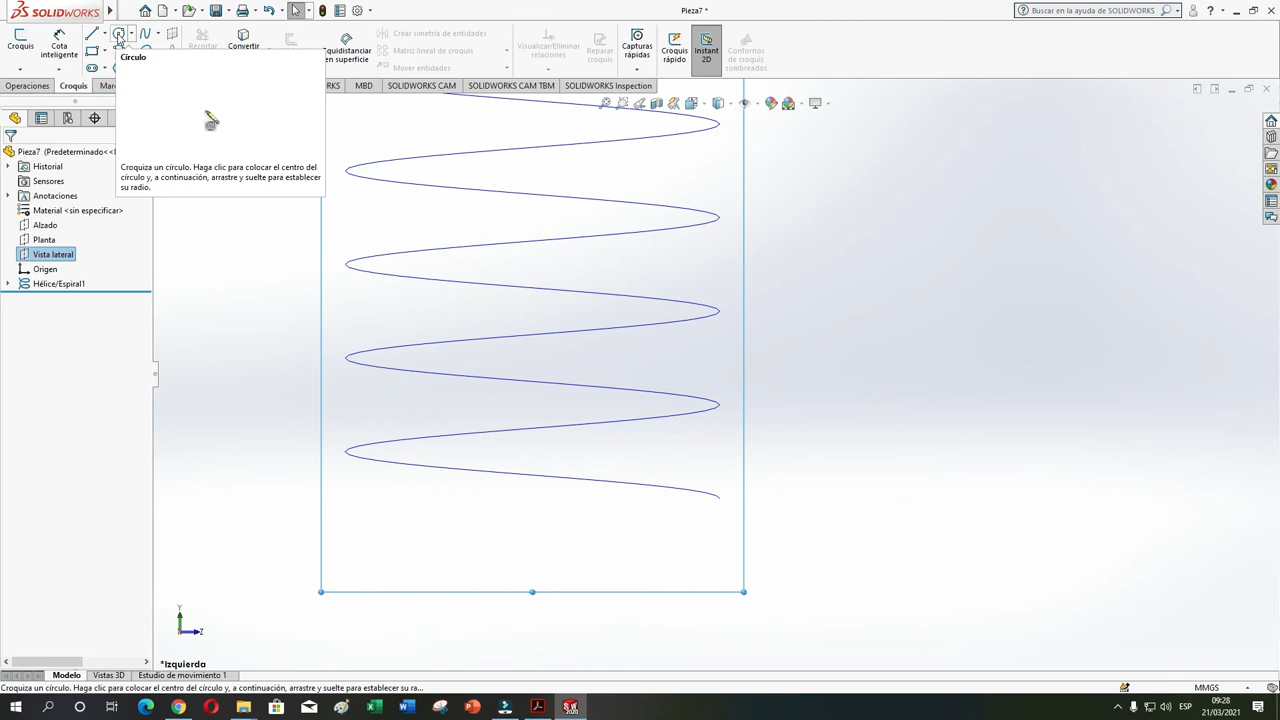 SOLIDWORKS
Pieza7 *
Buscar en la ayuda de SOLIDWORKS
Croquis
Cota inteligente
Recortar
Convertir
Equidistanciar
en superficie
Crear simetría de entidades
Matriz lineal de croquis
Mover entidades
Visualizar/Eliminar
relaciones
Reparar
croquis
Capturas
rápidas
Croquis
rápido
Instant
2D
Contornos
de croquis
sombreados
Círculo
Croquiza un círculo. Haga clic para colocar el centro del
círculo y, a continuación, arrastre y suelte para establecer
su radio.
Operaciones
Croquis
MBD
SOLIDWORKS CAM
SOLIDWORKS CAM TBM
SOLIDWORKS Inspection
Pieza7 (Predeterminado<<
Historial
Sensores
Anotaciones
Material <sin especificar>
Alzado
Planta
Vista lateral
Origen
Hélice/Espiral1
Y
Z
*Izquierda
Modelo
Vistas 3D
Estudio de movimiento 1
Croquiza un círculo. Haga clic para colocar el centro del círculo y, a continuación, arrastre y suelte para establecer su ra...
MMGS
ESP
09:28
21/03/2021